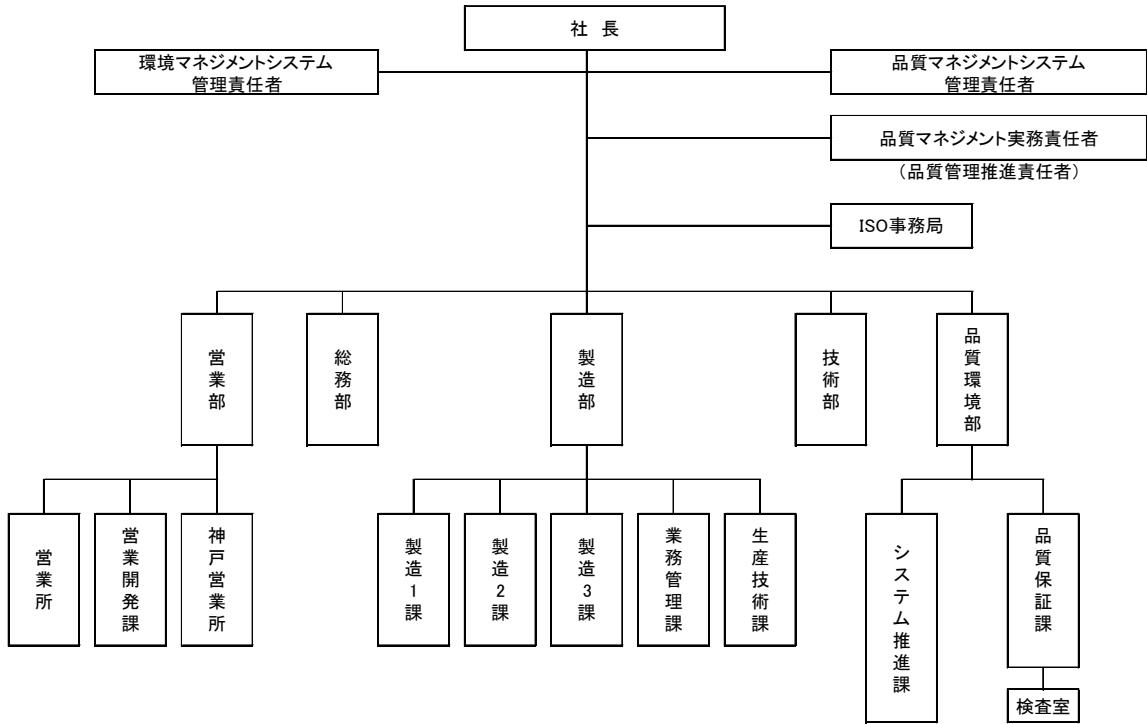 社 長
環境マネジメントシステム
管理責任者
品質マネジメントシステム
管理責任者
品質マネジメント実務責任者
（品質管理推進責任者）
ISO事務局
営業部
総務部
製造部
技術部
品質環境部
営業所
営業開発課
神戸営業所
製造1課
製造2課
製造3課
業務管理課
生産技術課
システム推進課
品質保証課
検査室